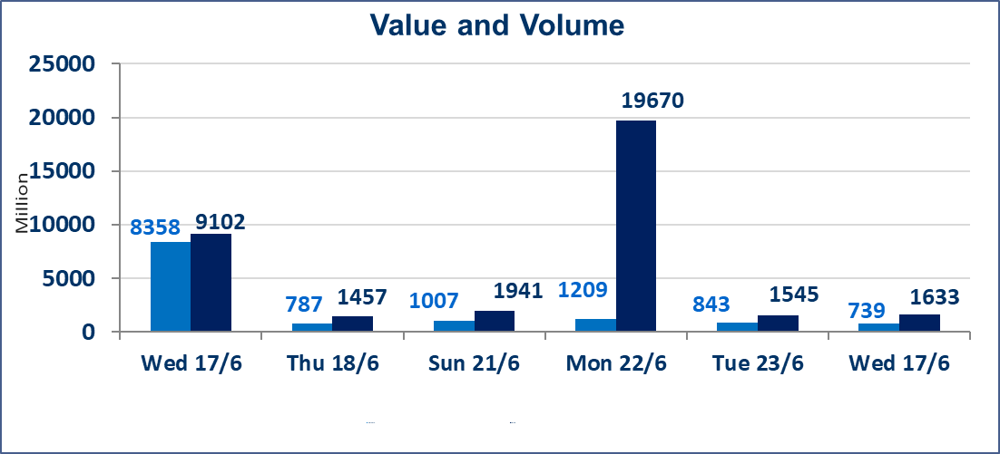 Value and Volume
25000
20000
15000
10000
5000
0
Million
8358
9102
787
1457
1007
1941
1209
19670
843
1545
739
1633
Wed 17/6
Thu 18/6
Sun 21/6
Mon 22/6
Tue 23/6
Wed 17/6